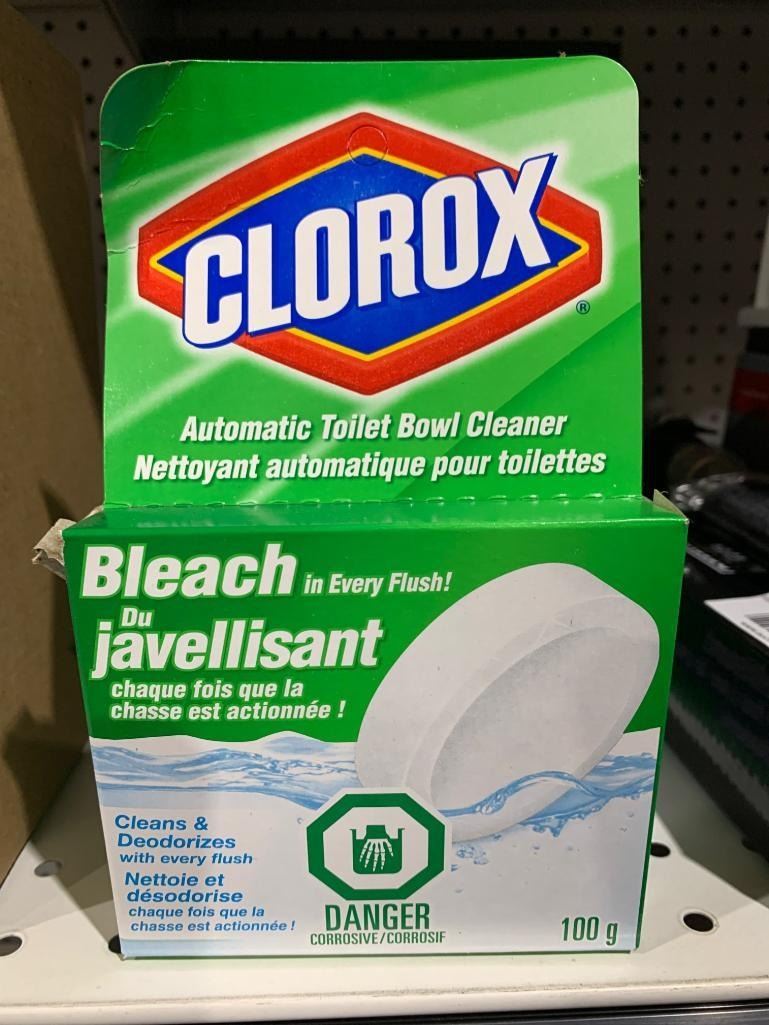 CLOROX
®
Automatic Toilet Bowl Cleaner
Nettoyant automatique pour toilettes
Bleach in Every Flush!
Du
javellisant
chaque fois que la
chasse est actionnée !
Cleans &
Deodorizes
with every flush
Nettoie et
désodorise
chaque fois que la
chasse est actionnée !
DANGER
CORROSIVE/CORROSIF
100 g